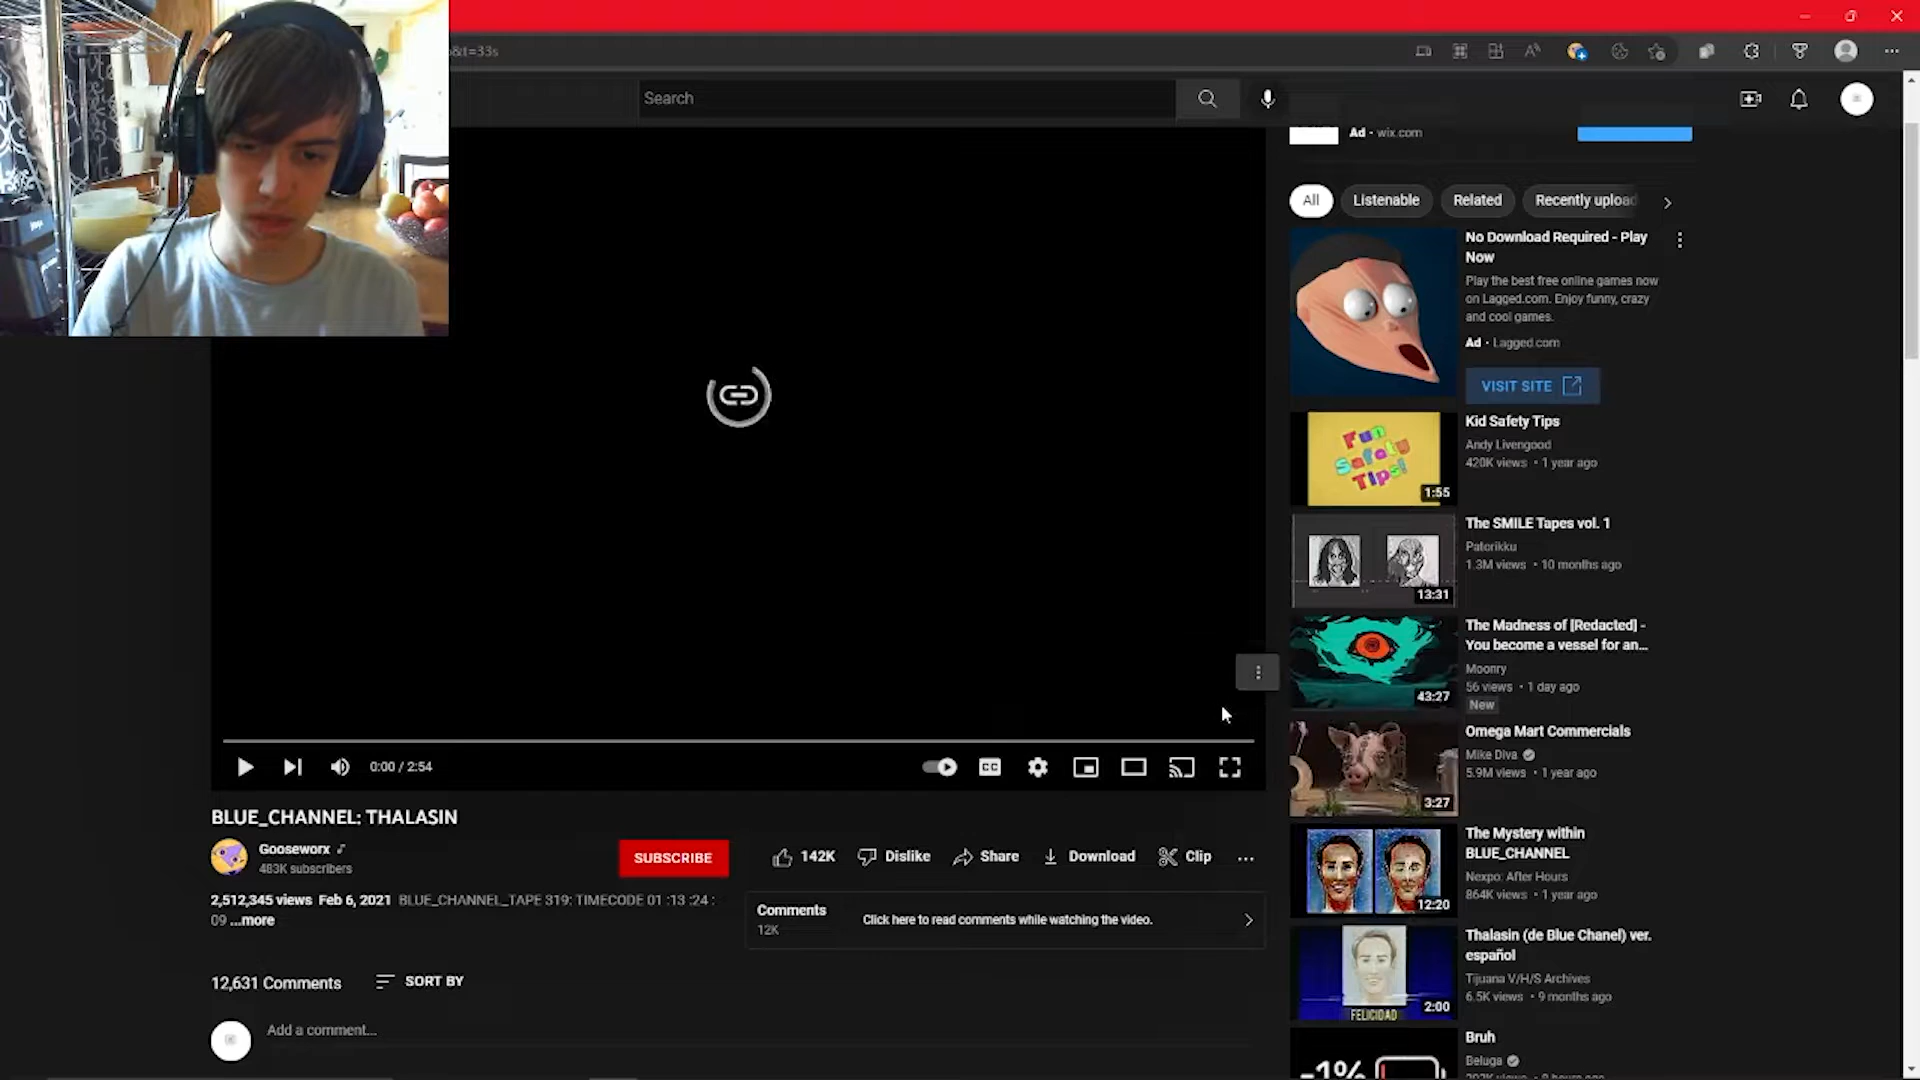 &t=33s
Search
Ad • wix.com
All
Listenable
Related
Recently upload
No Download Required - Play
Now
Play the best free online games now
on Lagged.com. Enjoy funny, crazy
and cool games.
Ad • Lagged.com
VISIT SITE
Fun
Safety
Tips!
1:55
Kid Safety Tips
Andy Livengood
420K views • 1 year ago
13:31
The SMILE Tapes vol. 1
Patorikku
1.3M views • 10 months ago
43:27
The Madness of [Redacted] -
You become a vessel for an...
Moonry
56 views • 1 day ago
New
3:27
Omega Mart Commercials
Mike Diva
5.9M views • 1 year ago
12:20
The Mystery within
BLUE_CHANNEL
Nexpo: After Hours
864K views • 1 year ago
FELICIDAD
2:00
Thalasin (de Blue Chanel) ver.
español
Tijuana V/H/S Archives
6.5K views • 9 months ago
-1%
Bruh
Beluga
0:00 / 2:54
CC
BLUE_CHANNEL: THALASIN
Gooseworx
483K subscribers
SUBSCRIBE
142K
Dislike
Share
Download
Clip
2,512,345 views Feb 6, 2021 BLUE_CHANNEL_TAPE 319: TIMECODE 01 :13 :24 :
09 ...more
Comments
12K
Click here to read comments while watching the video.
12,631 Comments
SORT BY
Add a comment...